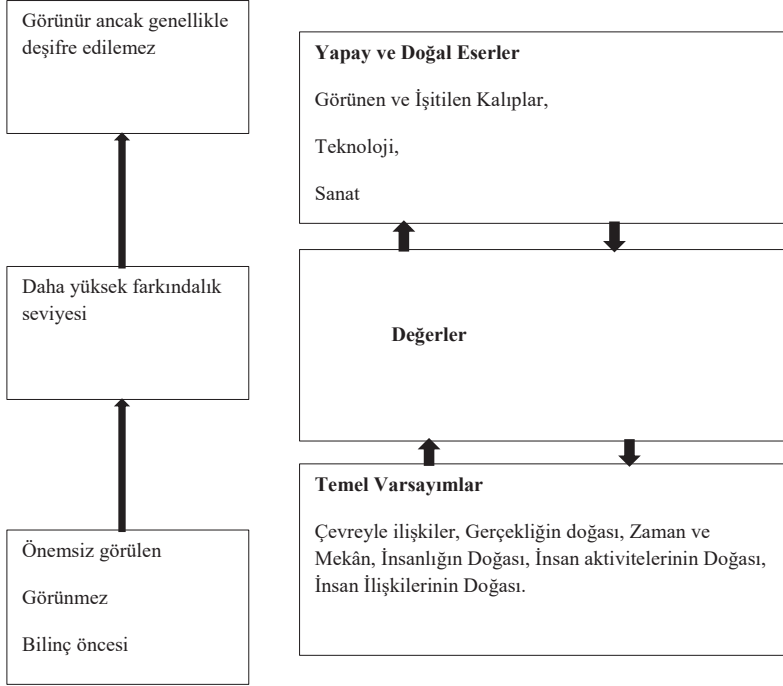 Görünür ancak genellikle
deşifre edilemez
Yapay ve Doğal Eserler
Görünen ve İşitilen Kalıplar,
Teknoloji,
Sanat
Daha yüksek farkındalık
seviyesi
Değerler
Temel Varsayımlar
Çevreyle ilişkiler, Gerçekliğin doğası, Zaman ve
Mekân, İnsanlığın Doğası, İnsan aktivitelerinin Doğası,
İnsan İlişkilerinin Doğası.
Önemsiz görülen
Görünmez
Bilinç öncesi